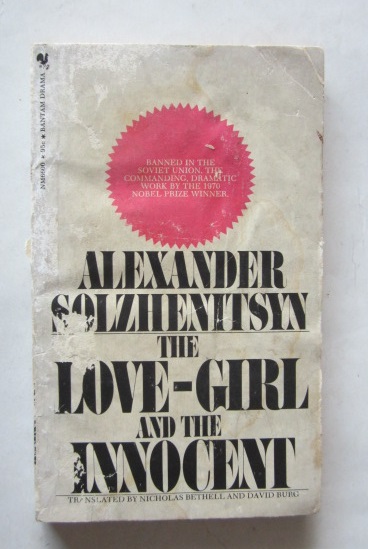 BANNED IN THE
SOVIET UNION. THE
COMMANDING, DRAMATIC
WORK BY THE 1970
NOBEL PRIZE WINNER.
ALEXANDER
SOLZHENITSYN
THE
LOVE-GIRL
AND THE
INNOCENT
TRANSLATED BY NICHOLAS BETHELL AND DAVID BURG
95¢ ★ BANTAM DRAMA